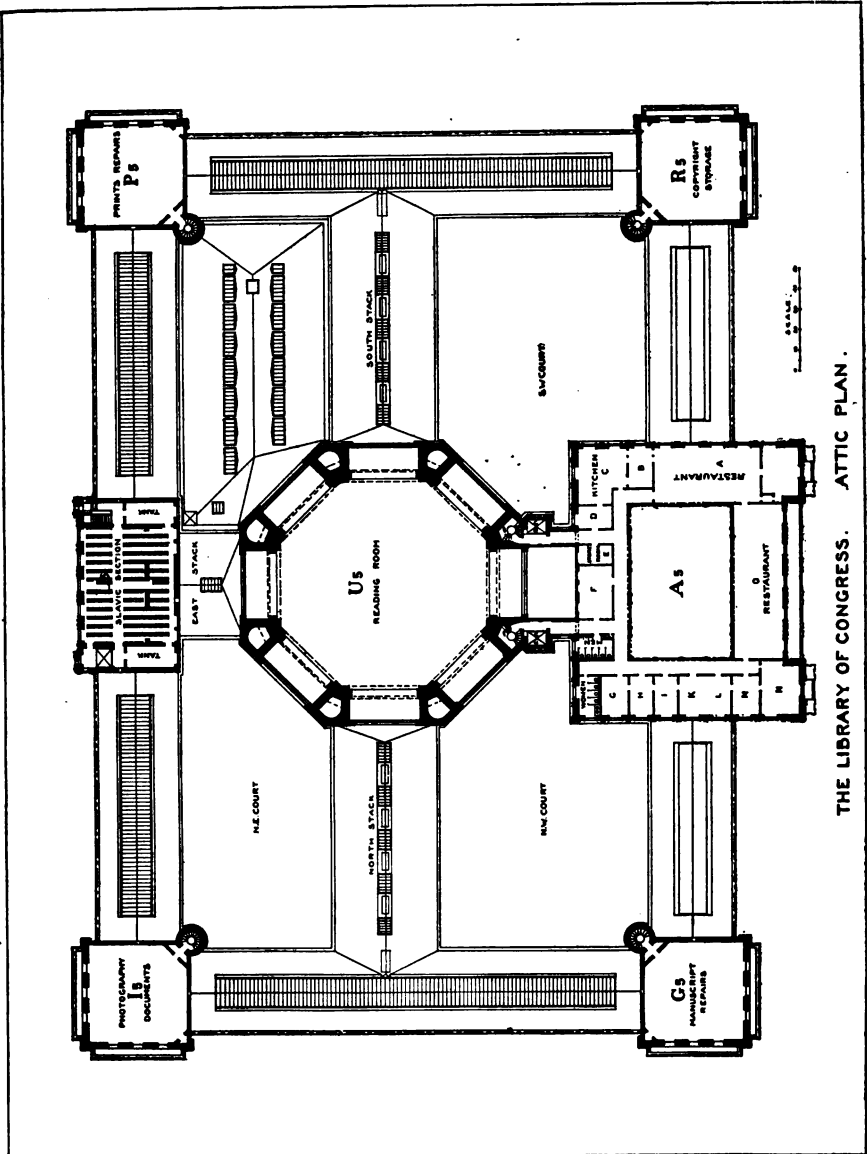 PRINTS REPAIRS
P5
R5
COPYRIGHT
STORAGE
SOUTH STACK
S.W. COURT
SCALE:
TANK
SLAVIC SECTION
TANK
EAST STACK
U5
READING ROOM
KITCHEN
C
B
A
RESTAURANT
D
E
F
A5
O
RESTAURANT
WOMEN
MEN
G
H
I
K
L
M
N
N.E. COURT
NORTH STACK
N.W. COURT
PHOTOGRAPHY
I5
DOCUMENTS
G5
MANUSCRIPT
REPAIRS
THE LIBRARY OF CONGRESS. ATTIC PLAN.